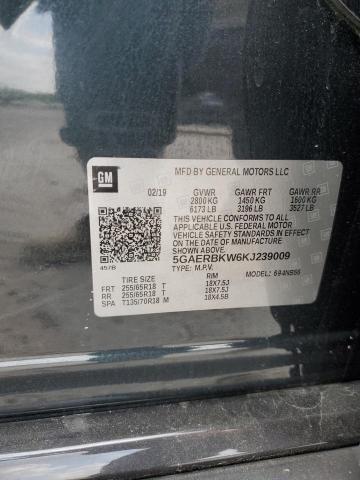 GM
MFD BY GENERAL MOTORS LLC
02/19 GVWR GAWR FRT GAWR RR
2800 KG 1450 KG 1600 KG
6173 LB 3196 LB 3527 LB
THIS VEHICLE CONFORMS TO ALL
APPLICABLE U.S. FEDERAL MOTOR
VEHICLE SAFETY STANDARDS IN EFFECT
ON THE DATE OF MANUFACTURE SHOWN ABOVE.
5GAERBKW6KJ239009
457B TYPE: M.P.V. MODEL: 694NB56
TIRE SIZE RIM
FRT 255/65R18 T 18X7.5J
RR 255/65R18 T 18X7.5J
SPA T135/70R18 M 18X4.5B